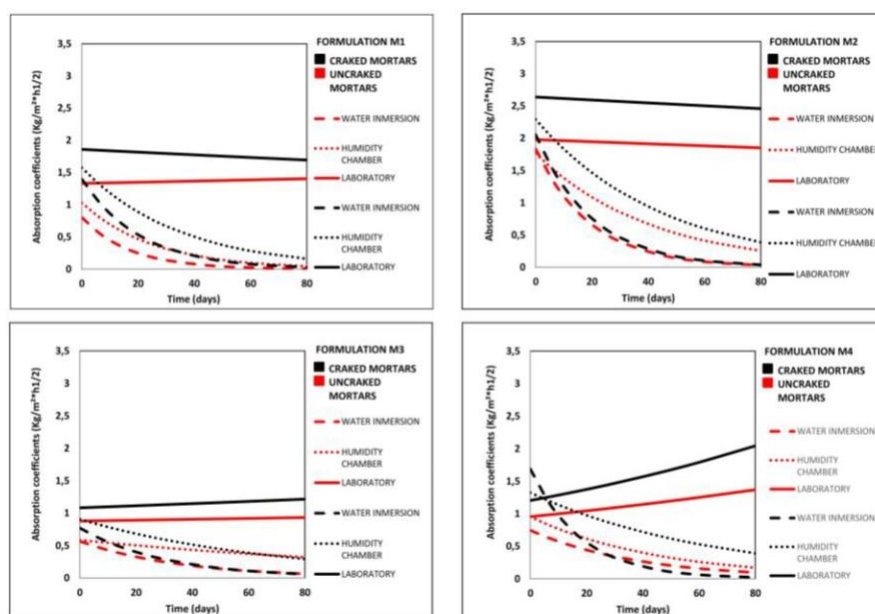 3,5
3
2,5
2
1,5
1
0,5
0
Absorption coefficients (Kg/m²*h1/2)
0
20
40
60
80
Time (days)
FORMULATION M1
CRAKED MORTARS
UNCRAKED
MORTARS
WATER INMERSION
HUMIDITY
CHAMBER
LABORATORY
WATER INMERSION
HUMIDITY
CHAMBER
LABORATORY
3,5
3
2,5
2
1,5
1
0,5
0
Absorption coefficients (Kg/m²*h1/2)
0
20
40
60
80
Time (days)
FORMULATION M2
CRAKED MORTARS
UNCRAKED
MORTARS
WATER INMERSION
HUMIDITY CHAMBER
LABORATORY
WATER INMERSION
HUMIDITY CHAMBER
LABORATORY
3,5
3
2,5
2
1,5
1
0,5
0
Absorption coefficients (Kg/m²*h1/2)
0
20
40
60
80
Time (days)
FORMULATION M3
CRAKED MORTARS
UNCRAKED
MORTARS
WATER INMERSION
HUMIDITY
CHAMBER
LABORATORY
WATER INMERSION
HUMIDITY
CHAMBER
LABORATORY
3,5
3
2,5
2
1,5
1
0,5
0
Absorption coefficients (Kg/m²*h1/2)
0
20
40
60
80
Time (days)
FORMULATION M4
CRAKED MORTARS
UNCRAKED
MORTARS
WATER INMERSION
HUMIDITY
CHAMBER
LABORATORY
WATER INMERSION
HUMIDITY
CHAMBER
LABORATORY